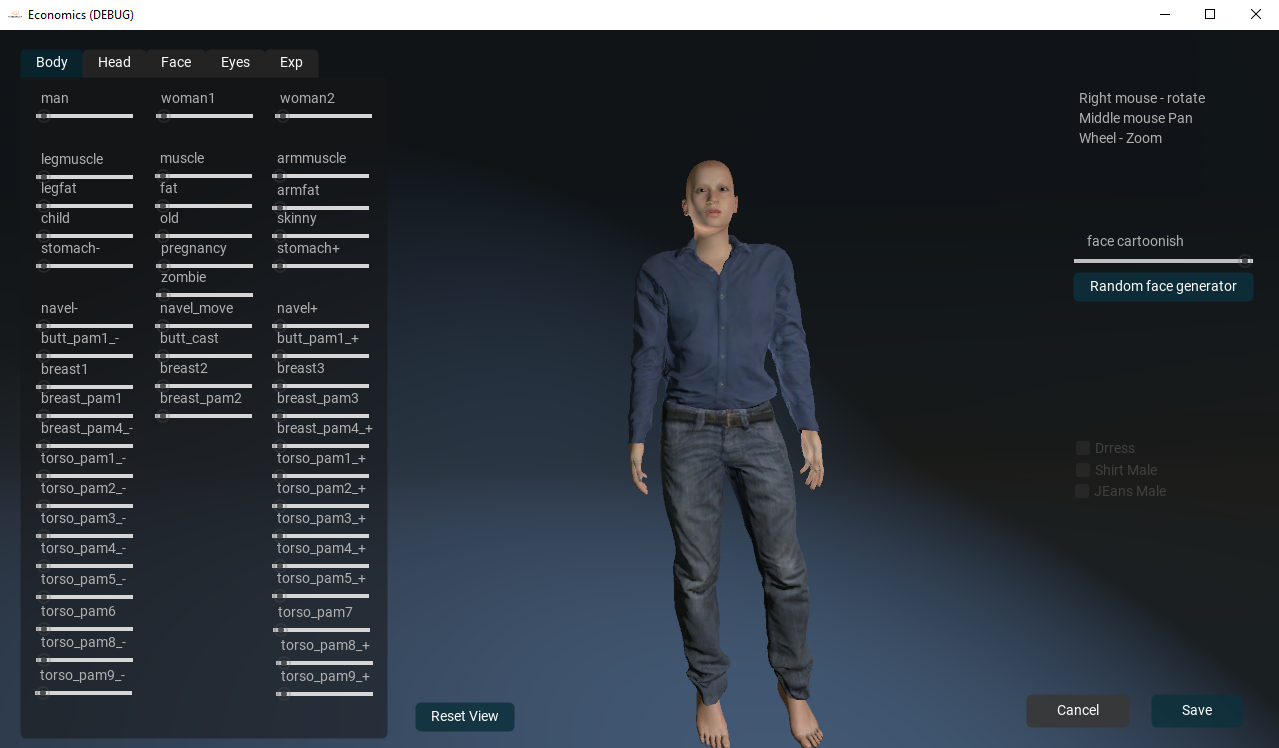 Economics (DEBUG)
Body Head Face Eyes Exp
man woman1 woman2
legmuscle muscle armmuscle
legfat fat armfat
child old skinny
stomach- pregnancy stomach+
zombie
navel- navel_move navel+
butt_pam1_- butt_cast butt_pam1_+
breast1 breast2 breast3
breast_pam1 breast_pam2 breast_pam3
breast_pam4_- breast_pam4_+
torso_pam1_- torso_pam1_+
torso_pam2_- torso_pam2_+
torso_pam3_- torso_pam3_+
torso_pam4_- torso_pam4_+
torso_pam5_- torso_pam5_+
torso_pam6 torso_pam7
torso_pam8_- torso_pam8_+
torso_pam9_- torso_pam9_+
Reset View
Right mouse - rotate
Middle mouse Pan
Wheel - Zoom
face cartoonish
Random face generator
Drress
Shirt Male
JEans Male
Cancel Save